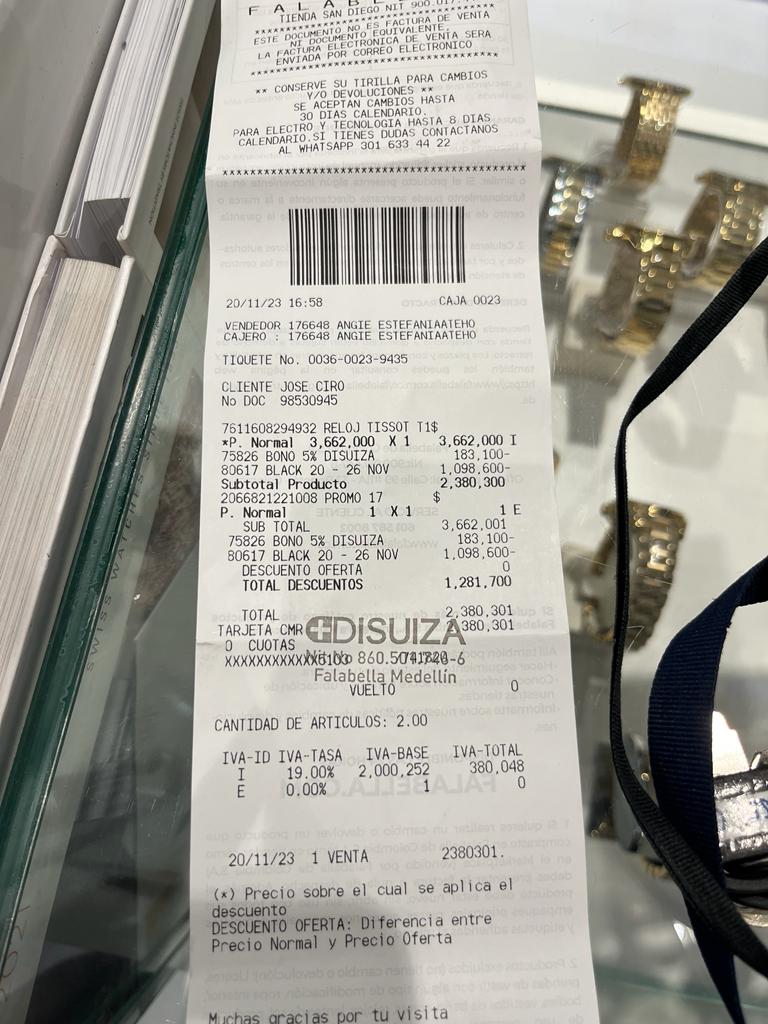 FALABE
TIENDA SAN DIEGO NIT 900.017.
********************************
ESTE DOCUMENTO NO ES FACTURA DE VENTA
NI DOCUMENTO EQUIVALENTE,
LA FACTURA ELECTRONICA DE VENTA SERA
ENVIADA POR CORREO ELECTRONICO
********************************
** CONSERVE SU TIRILLA PARA CAMBIOS
Y/O DEVOLUCIONES **
SE ACEPTAN CAMBIOS HASTA
30 DIAS CALENDARIO.
PARA ELECTRO Y TECNOLOGIA HASTA 8 DIAS
CALENDARIO.SI TIENES DUDAS CONTACTANOS
AL WHATSAPP 301 633 44 22
****************************************
20/11/23 16:58 CAJA 0023
VENDEDOR 176648 ANGIE ESTEFANIAATEHO
CAJERO : 176648 ANGIE ESTEFANIAATEHO
TIQUETE No. 0036-0023-9435
CLIENTE JOSE CIRO
No DOC 98530945
7611608294932 RELOJ TISSOT T1$
*P. Normal 3,662,000 X 1 3,662,000 I
75826 BONO 5% DISUIZA 183,100-
80617 BLACK 20 - 26 NOV 1,098,600-
Subtotal Producto 2,380,300
2066821221008 PROMO 17 $
P. Normal 1 X 1 1 E
SUB TOTAL 3,662,001
75826 BONO 5% DISUIZA 183,100-
80617 BLACK 20 - 26 NOV 1,098,600-
DESCUENTO OFERTA 0
TOTAL DESCUENTOS 1,281,700
TOTAL 2,380,301
TARJETA CMR 2,380,301
DISUIZA
0 CUOTAS
XXXXXXXXXXXX5103
Nit No 860.504.720-6
Falabella Medellín
VUELTO 0
CANTIDAD DE ARTICULOS: 2.00
IVA-ID IVA-TASA IVA-BASE IVA-TOTAL
I 19.00% 2,000,252 380,048
E 0.00% 1 0
20/11/23 1 VENTA 2380301.
(*) Precio sobre el cual se aplica el
descuento
DESCUENTO OFERTA: Diferencia entre
Precio Normal y Precio Oferta
Muchas gracias por tu visita
SWISS WATCHES